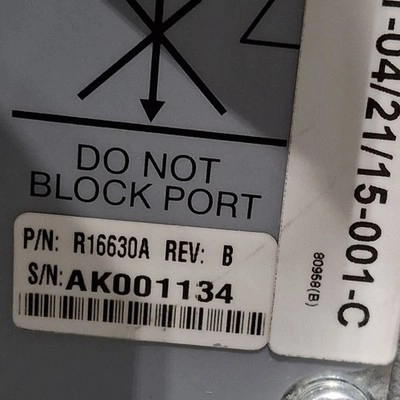 DO NOT
BLOCK PORT
P/N: R16630A REV: B
S/N: AK001134
-04/21/15-001-C
80968(B)